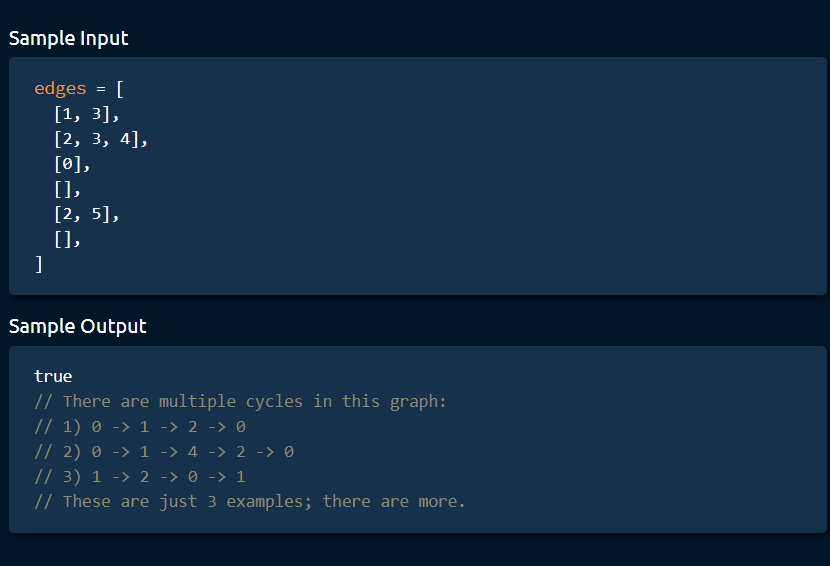 Sample Input
edges = [
  [1, 3],
  [2, 3, 4],
  [0],
  [],
  [2, 5],
  [],
]
Sample Output
true
// There are multiple cycles in this graph:
// 1) 0 -> 1 -> 2 -> 0
// 2) 0 -> 1 -> 4 -> 2 -> 0
// 3) 1 -> 2 -> 0 -> 1
// These are just 3 examples; there are more.